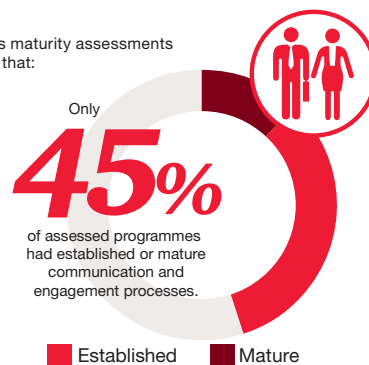 s maturity assessments
that:
Only
45%
of assessed programmes
had established or mature
communication and
engagement processes.
Established Mature